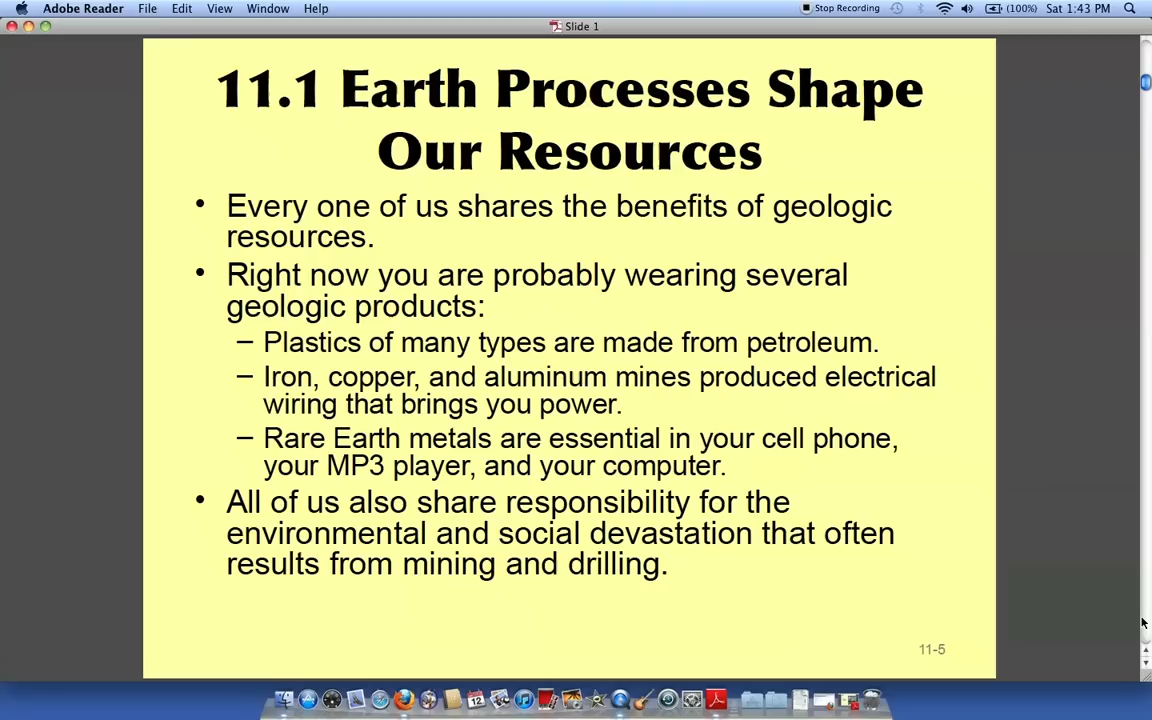 Adobe Reader File Edit View Window Help Stop Recording (100%) Sat 1:43 PM
Slide 1
11.1 Earth Processes Shape
Our Resources
• Every one of us shares the benefits of geologic
resources.
• Right now you are probably wearing several
geologic products:
– Plastics of many types are made from petroleum.
– Iron, copper, and aluminum mines produced electrical
wiring that brings you power.
– Rare Earth metals are essential in your cell phone,
your MP3 player, and your computer.
• All of us also share responsibility for the
environmental and social devastation that often
results from mining and drilling.
11-5
12